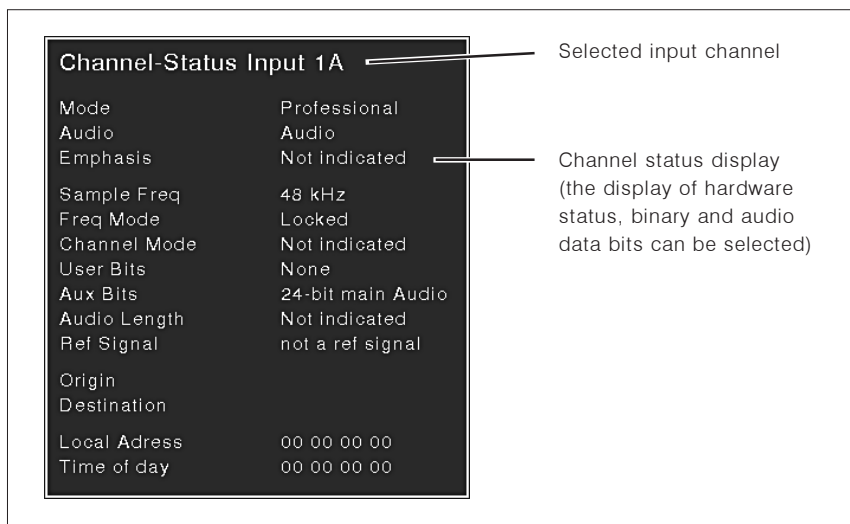 Channel-Status Input 1A
Selected input channel
Mode Professional
Audio Audio
Emphasis Not indicated
Channel status display
(the display of hardware
status, binary and audio
data bits can be selected)
Sample Freq 48 kHz
Freq Mode Locked
Channel Mode Not indicated
User Bits None
Aux Bits 24-bit main Audio
Audio Length Not indicated
Ref Signal not a ref signal
Origin
Destination
Local Adress 00 00 00 00
Time of day 00 00 00 00